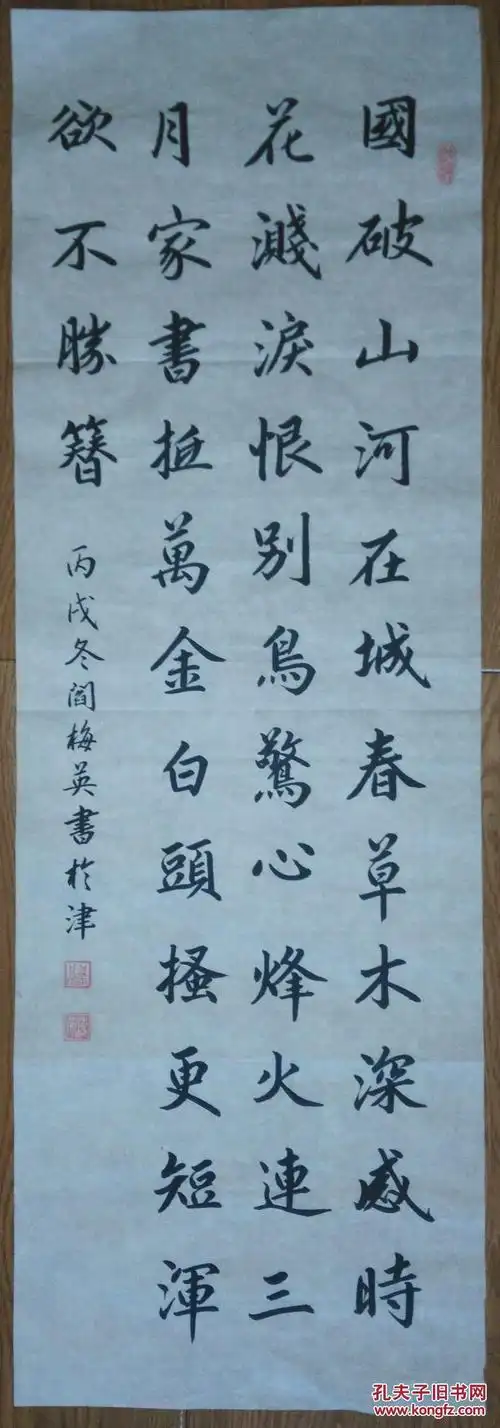 國破山河在城春草木深感時
花濺淚恨別鳥驚心烽火連三
月家書抵萬金白頭搔更短渾
欲不勝簪
丙戌冬閻梅英書於津
孔夫子旧书网
www.kongfz.com